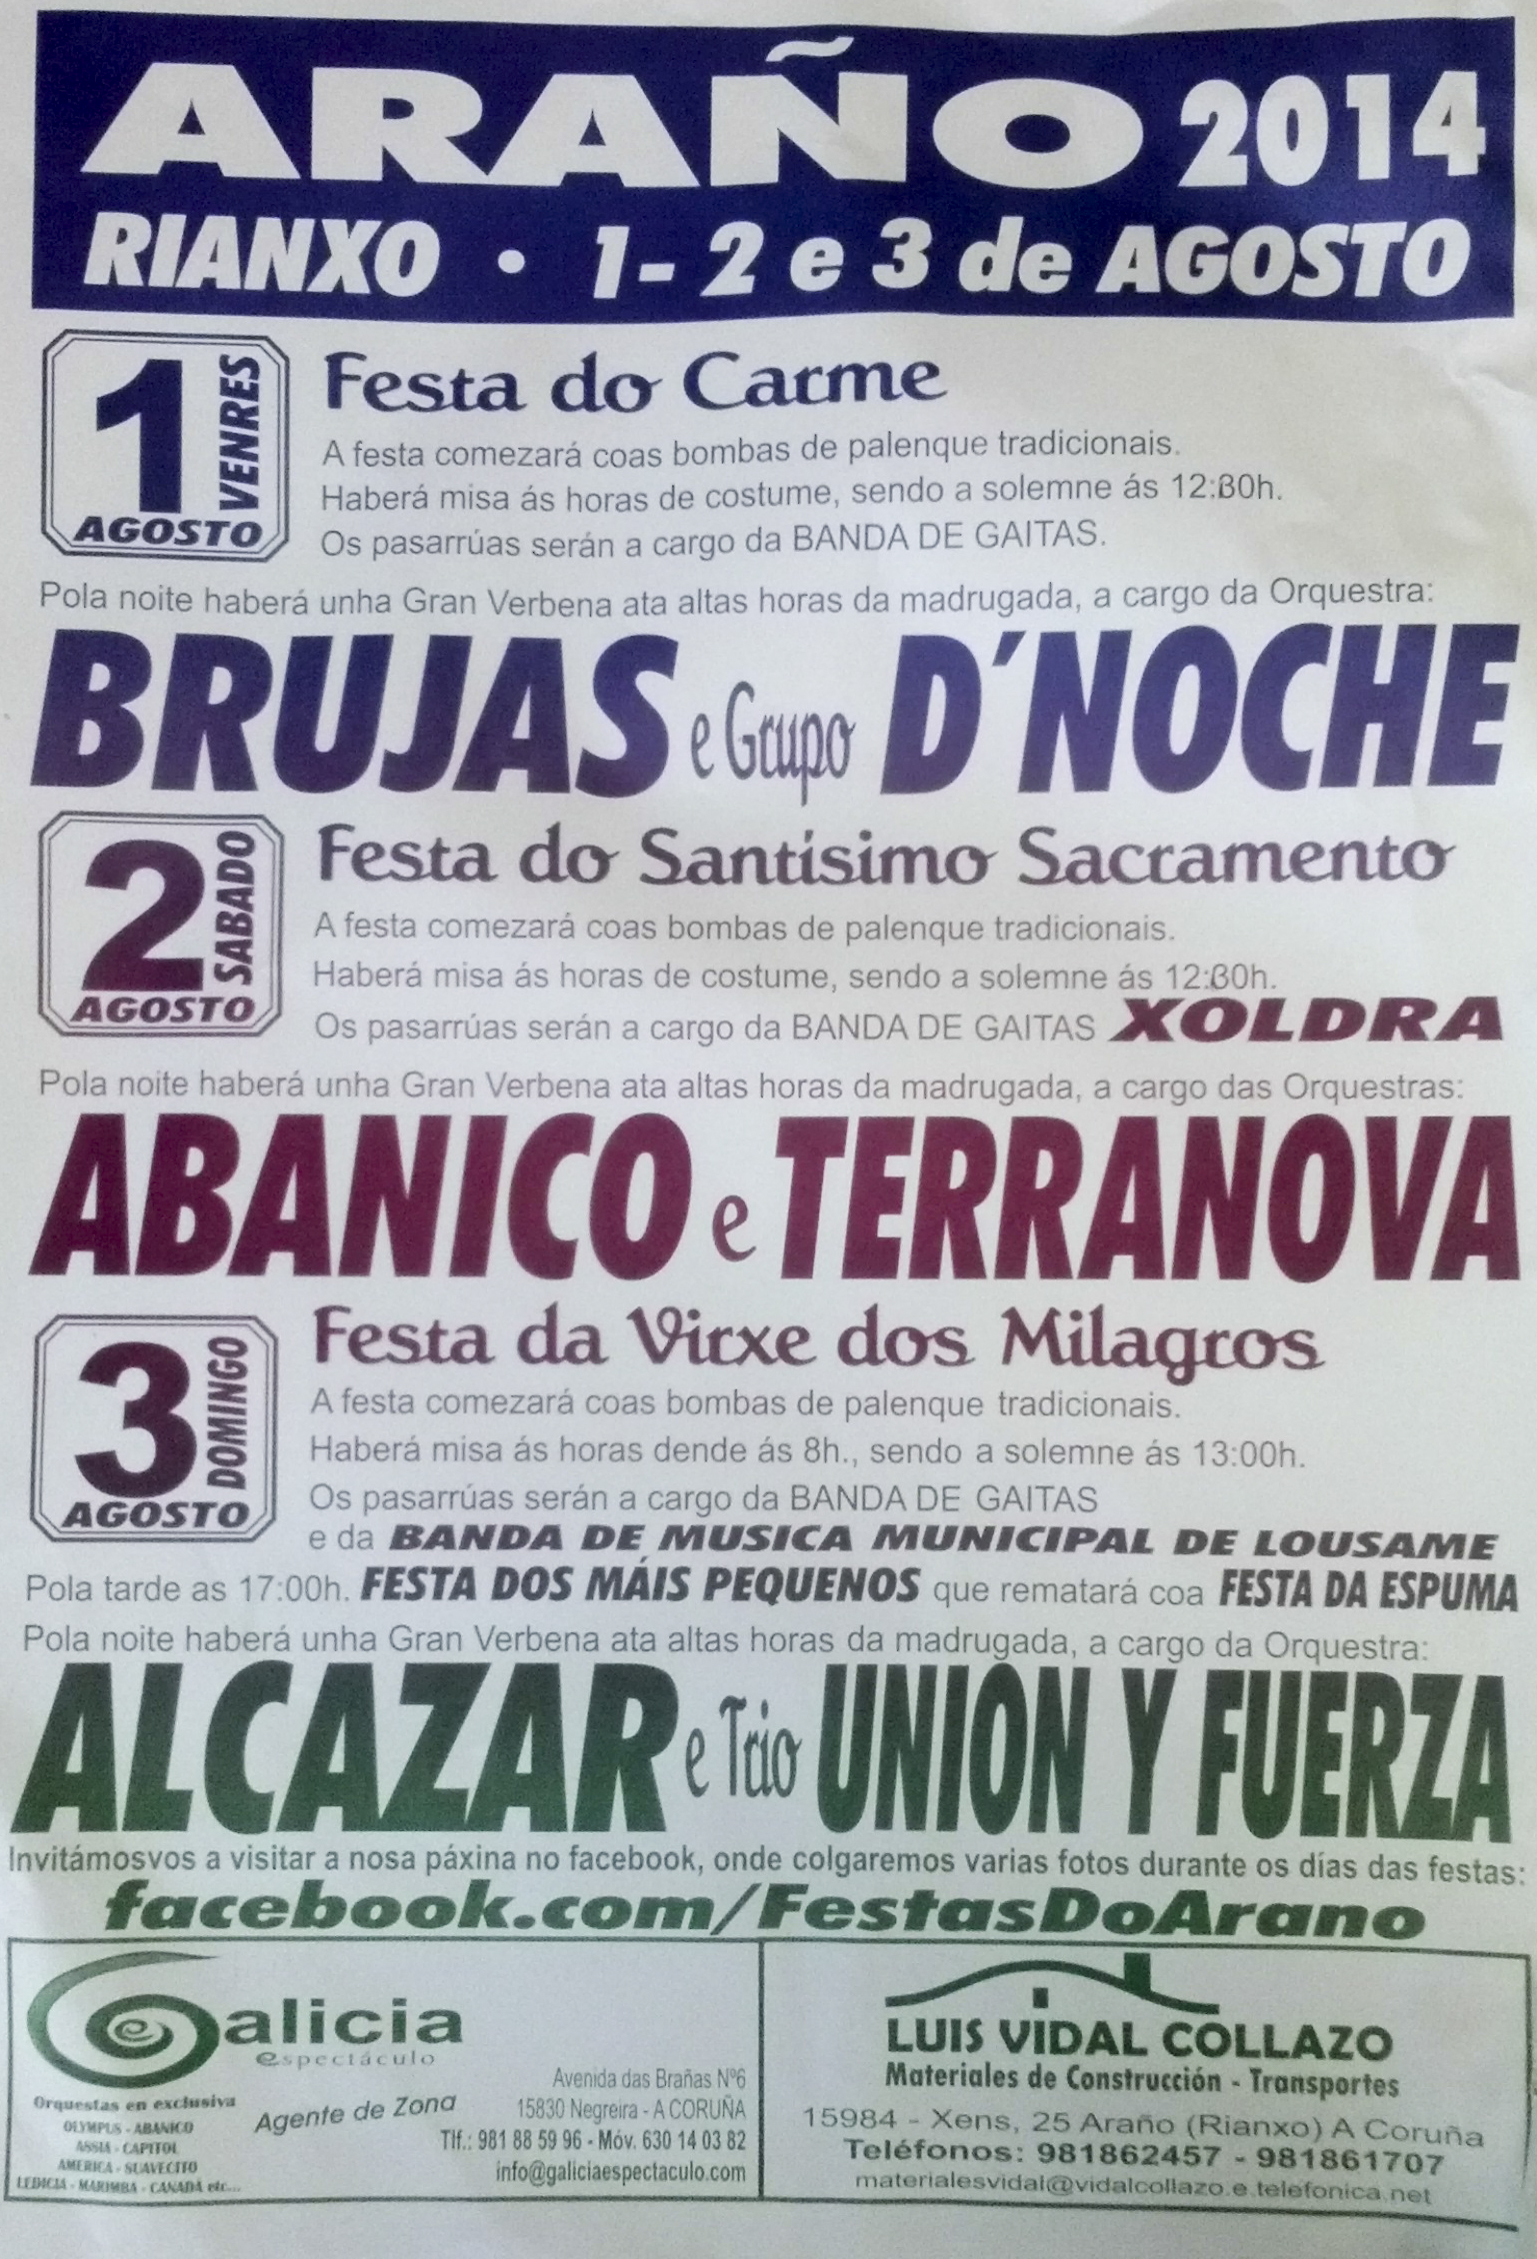 ARAÑO 2014
RIANXO • 1-2 e 3 de AGOSTO
1 VENRES
AGOSTO
Festa do Carme
A festa comezará coas bombas de palenque tradicionais.
Haberá misa ás horas de costume, sendo a solemne ás 12:30h.
Os pasarrúas serán a cargo da BANDA DE GAITAS.
Pola noite haberá unha Gran Verbena ata altas horas da madrugada, a cargo da Orquestra:
BRUJAS e Grupo D'NOCHE
2 SABADO
AGOSTO
Festa do Santísimo Sacramento
A festa comezará coas bombas de palenque tradicionais.
Haberá misa ás horas de costume, sendo a solemne ás 12:30h.
Os pasarrúas serán a cargo da BANDA DE GAITAS XOLDRA
Pola noite haberá unha Gran Verbena ata altas horas da madrugada, a cargo das Orquestras:
ABANICO e TERRANOVA
3 DOMINGO
AGOSTO
Festa da Virxe dos Milagros
A festa comezará coas bombas de palenque tradicionais.
Haberá misa ás horas dende ás 8h., sendo a solemne ás 13:00h.
Os pasarrúas serán a cargo da BANDA DE GAITAS
e da BANDA DE MUSICA MUNICIPAL DE LOUSAME
Pola tarde as 17:00h. FESTA DOS MÁIS PEQUENOS que rematará coa FESTA DA ESPUMA
Pola noite haberá unha Gran Verbena ata altas horas da madrugada, a cargo da Orquestra:
ALCAZAR e Trio UNION Y FUERZA
Invitámosvos a visitar a nosa páxina no facebook, onde colgaremos varias fotos durante os días das festas:
facebook.com/FestasDoArano
Galicia
espectáculo
Orquestas en exclusiva
OLYMPUS - ABANICO
ASSIA - CAPITOL
AMERICA - SUAVECITO
LEDICIA - MARIMBA - CANADÁ etc...
Agente de Zona
Avenida das Brañas Nº6
15830 Negreira - A CORUÑA
Tlf.: 981 88 59 96 - Móv. 630 14 03 82
info@galiciaespectaculo.com
LUIS VIDAL COLLAZO
Materiales de Construcción - Transportes
15984 - Xens, 25 Araño (Rianxo) A Coruña
Teléfonos: 981862457 - 981861707
materialesvidal@vidalcollazo.e.telefonica.net